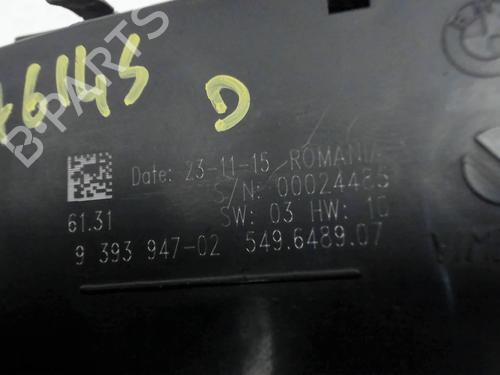 B-PARTS
D
Date: 23-11-15 ROMANIA
S/N: 00024485
61.31 SW: 03 HW: 10
9 393 947-02 549.6489.07